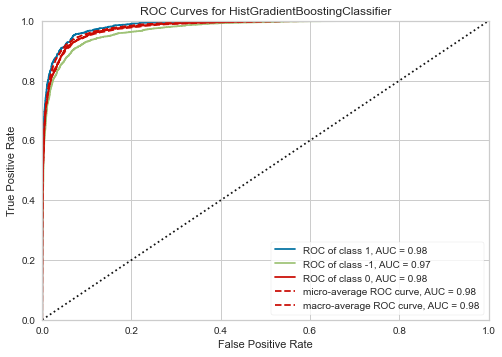 ROC Curves for HistGradientBoostingClassifier
1.0
0.8
0.6
0.4
0.2
0.0
True Positive Rate
ROC of class 1, AUC = 0.98
ROC of class -1, AUC = 0.97
ROC of class 0, AUC = 0.98
micro-average ROC curve, AUC = 0.98
macro-average ROC curve, AUC = 0.98
0.0 0.2 0.4 0.6 0.8 1.0
False Positive Rate